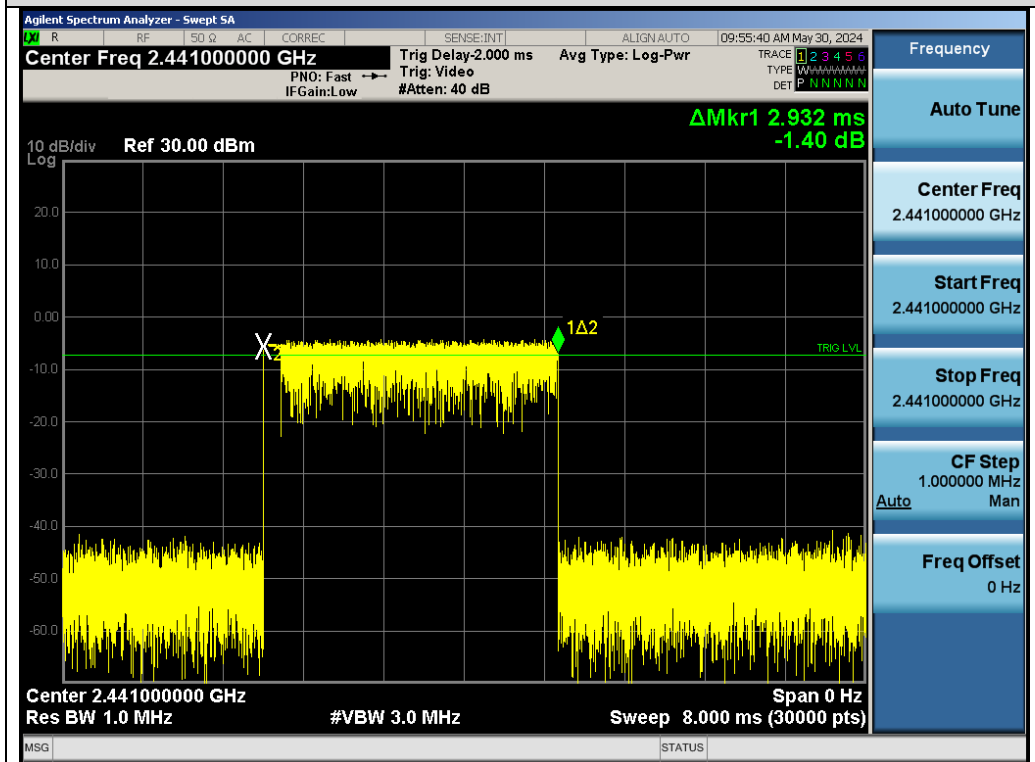 Agilent Spectrum Analyzer - Swept SA
LXI R RF 50 Ω AC CORREC SENSE:INT ALIGNAUTO 09:55:40 AM May 30, 2024
Center Freq 2.441000000 GHz Trig Delay-2.000 ms Avg Type: Log-Pwr TRACE 1 2 3 4 5 6
PNO: Fast Trig: Video TYPE
IFGain:Low #Atten: 40 dB DET P N N N N N
ΔMkr1 2.932 ms
-1.40 dB
10 dB/div Ref 30.00 dBm
Log
20.0
10.0
0.00
1Δ2
X2
TRIG LVL
-10.0
-20.0
-30.0
-40.0
-50.0
-60.0
Center 2.441000000 GHz Span 0 Hz
Res BW 1.0 MHz #VBW 3.0 MHz Sweep 8.000 ms (30000 pts)
MSG STATUS
Frequency
Auto Tune
Center Freq
2.441000000 GHz
Start Freq
2.441000000 GHz
Stop Freq
2.441000000 GHz
CF Step
1.000000 MHz
Auto Man
Freq Offset
0 Hz